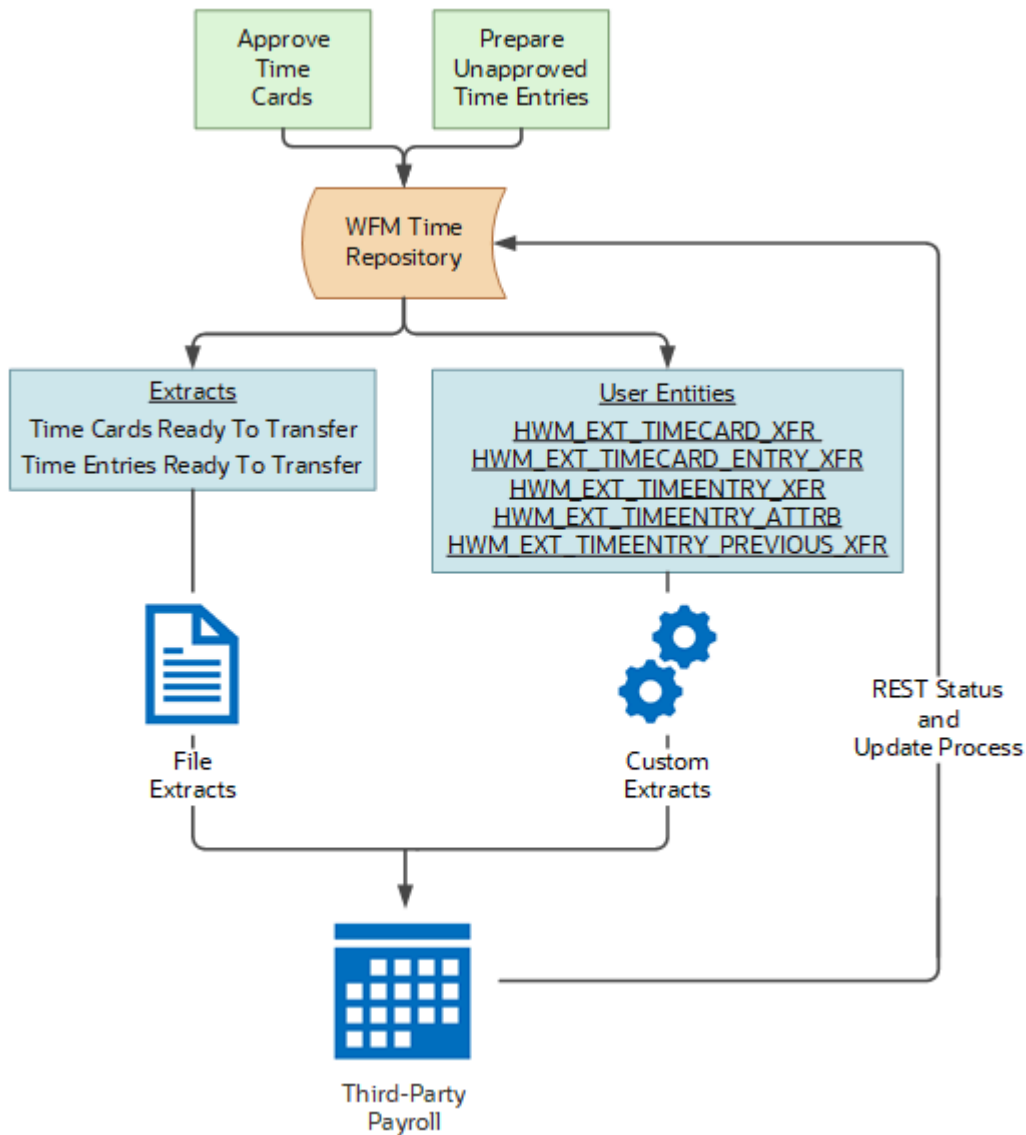 Approve
Time
Cards
Prepare
Unapproved
Time Entries
WFM Time
Repository
Extracts
Time Cards Ready To Transfer
Time Entries Ready To Transfer
User Entities
HWM_EXT_TIMECARD_XFR
HWM_EXT_TIMECARD_ENTRY_XFR
HWM_EXT_TIMEENTRY_XFR
HWM_EXT_TIMEENTRY_ATTRB
HWM_EXT_TIMEENTRY_PREVIOUS_XFR
File
Extracts
Custom
Extracts
REST Status
and
Update Process
Third-Party
Payroll